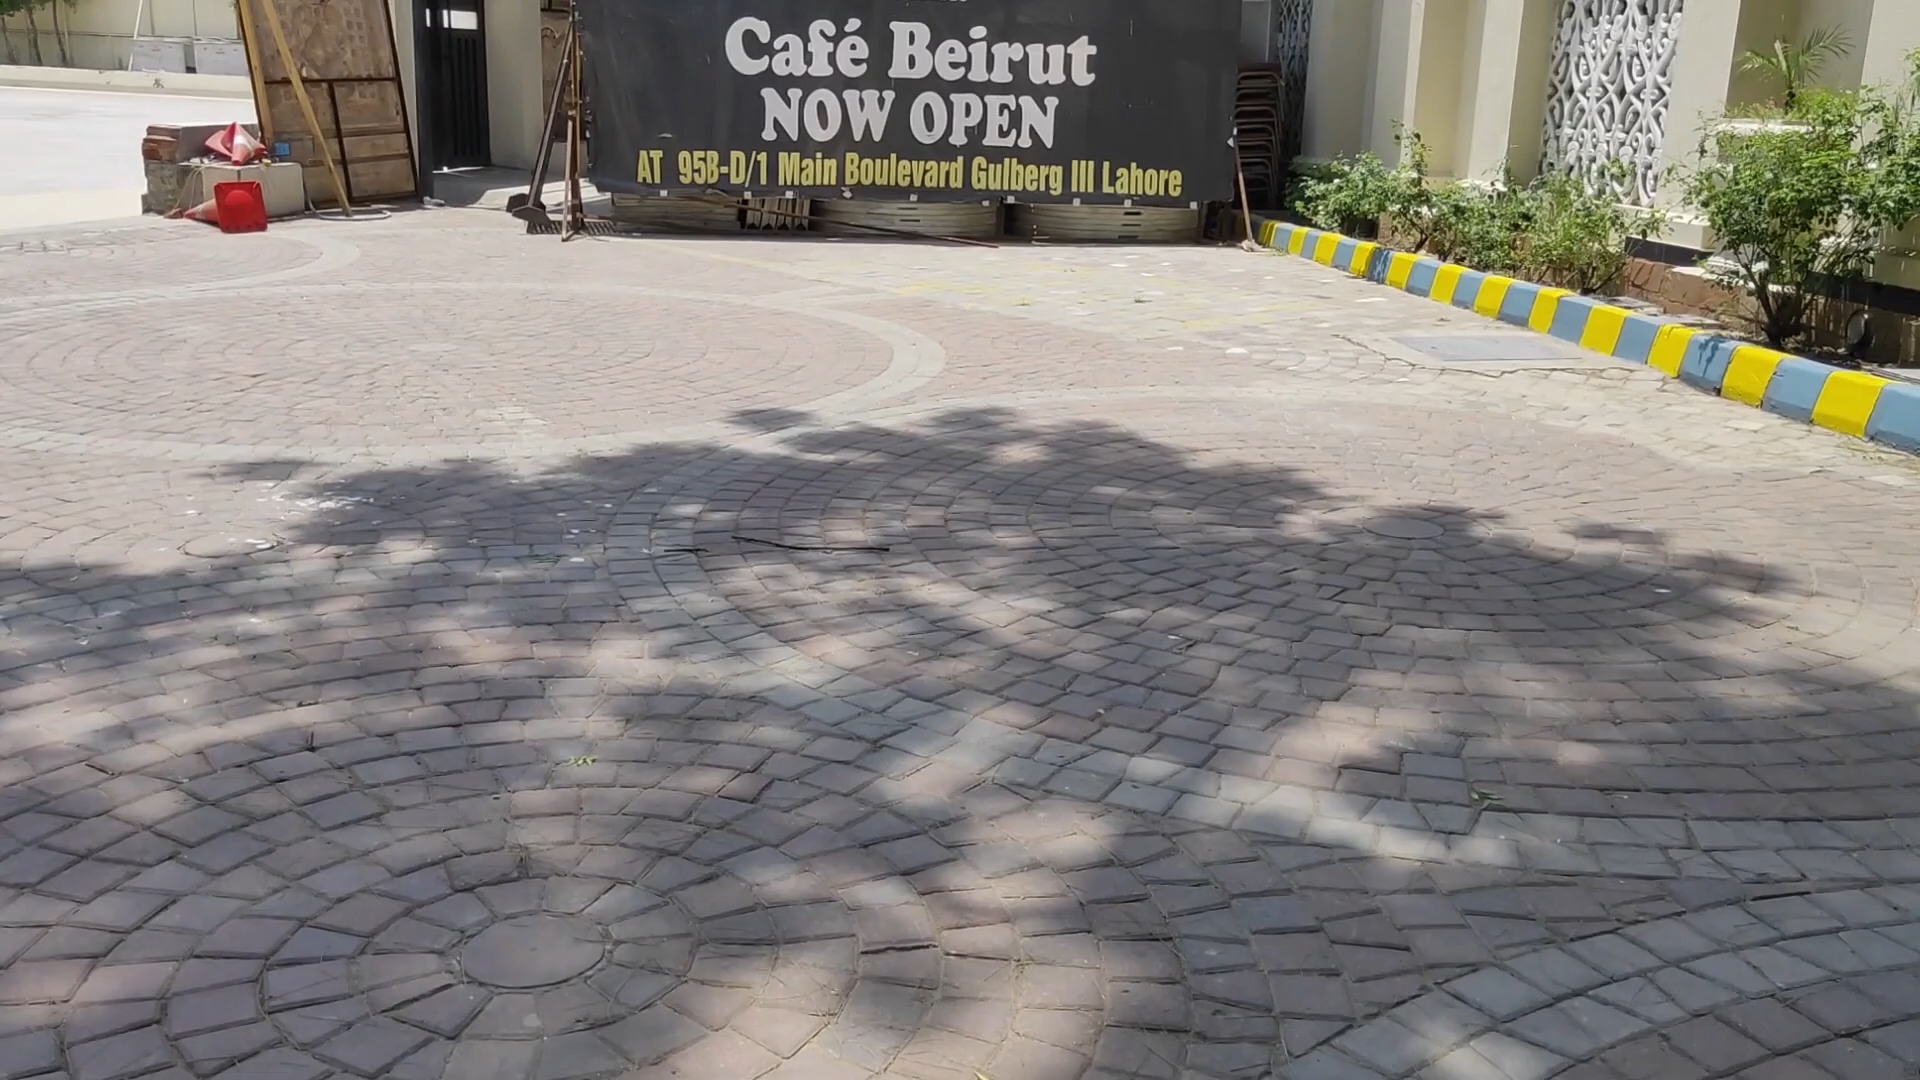 Café Beirut
NOW OPEN
AT 95B-D/1 Main Boulevard Gulberg III Lahore